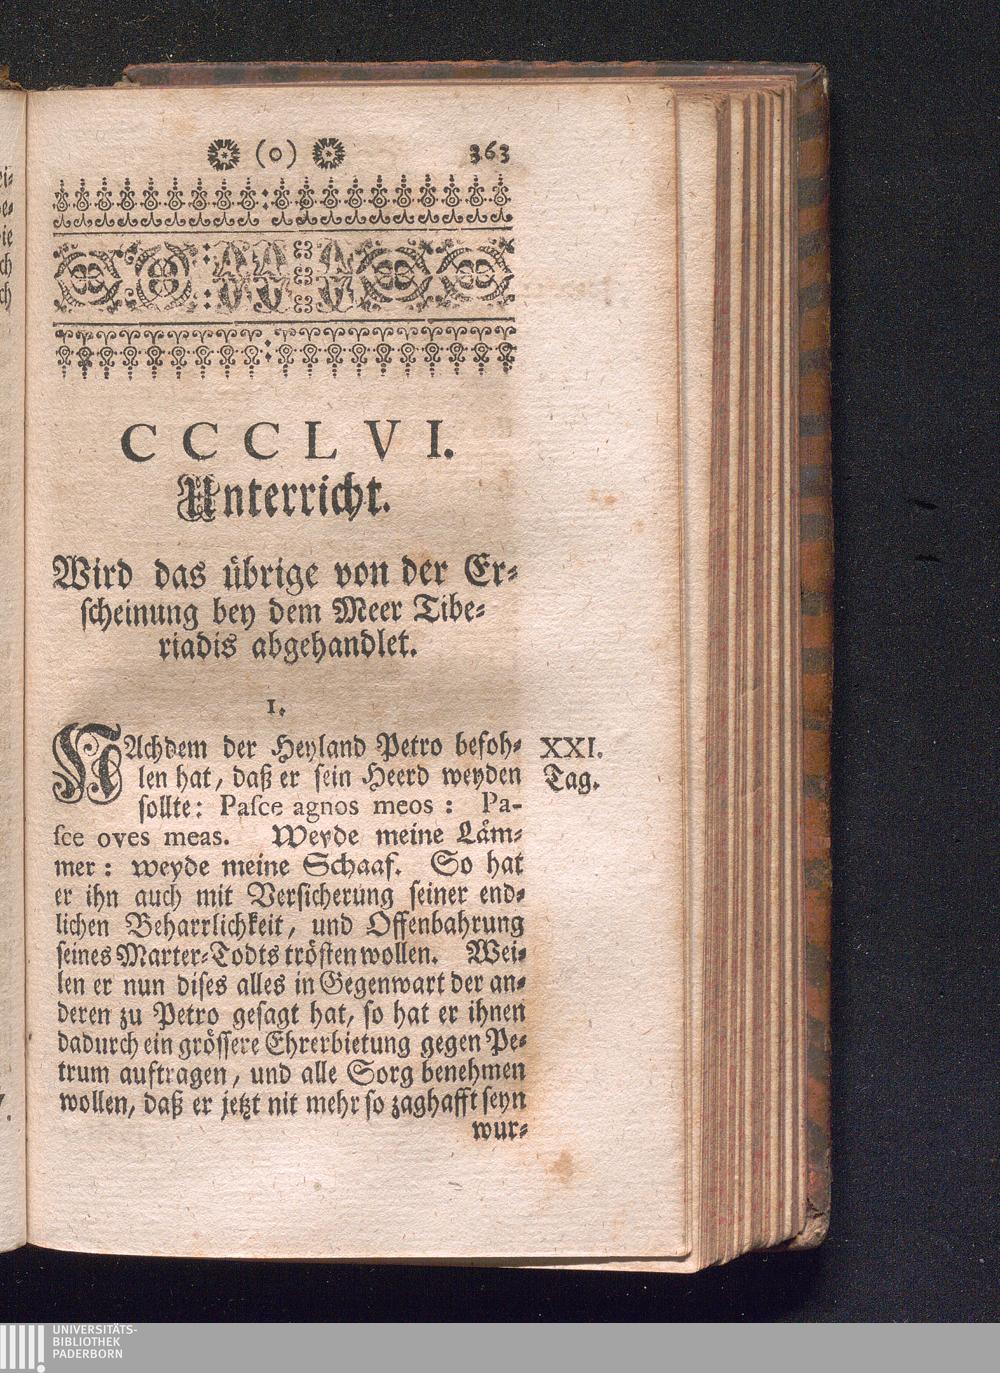 (o) 363
CCCLVI.
Unterricht.
Wird das übrige von der Er⸗
ſcheinung bey dem Meer Tibe⸗
riadis abgehandlet.
1.
NAchdem der Heyland Petro befoh⸗
len hat, daß er ſein Heerd weyden
ſollte: Paſce agnos meos : Pa-
ſce oves meas. Weyde meine Läm⸗
mer : weyde meine Schaaf. So hat
er ihn auch mit Verſicherung ſeiner end⸗
lichen Beharrlichkeit, und Offenbahrung
ſeines Marter⸗Todts tröſten wollen. Wei⸗
len er nun diſes alles in Gegenwart der an⸗
deren zu Petro geſagt hat, ſo hat er ihnen
dadurch ein gröſſere Ehrerbietung gegen Pe⸗
trum auftragen, und alle Sorg benehmen
wollen, daß er jetzt nit mehr ſo zaghafft ſeyn
wur⸗
XXI.
Tag.
UNIVERSITÄTS-
BIBLIOTHEK
PADERBORN